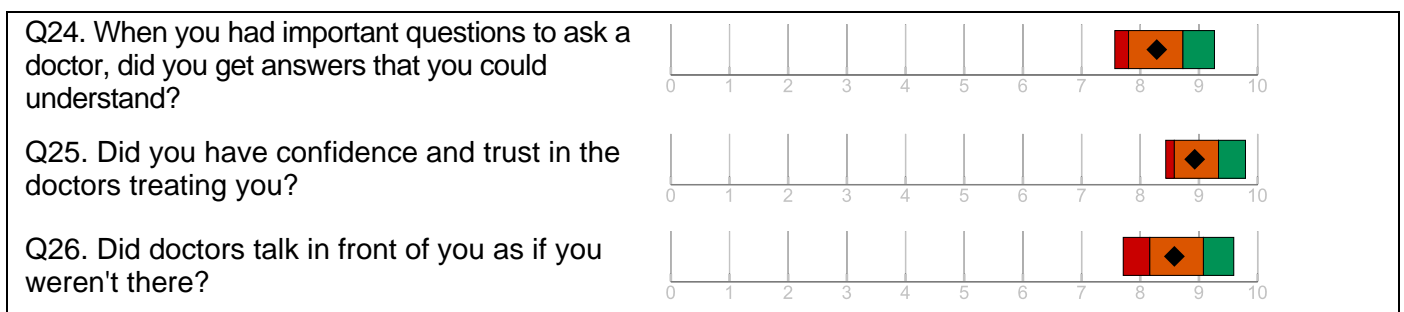 Q24. When you had important questions to ask a
doctor, did you get answers that you could
understand?
0 1 2 3 4 5 6 7 8 9 10
Q25. Did you have confidence and trust in the
doctors treating you?
0 1 2 3 4 5 6 7 8 9 10
Q26. Did doctors talk in front of you as if you
weren't there?
0 1 2 3 4 5 6 7 8 9 10